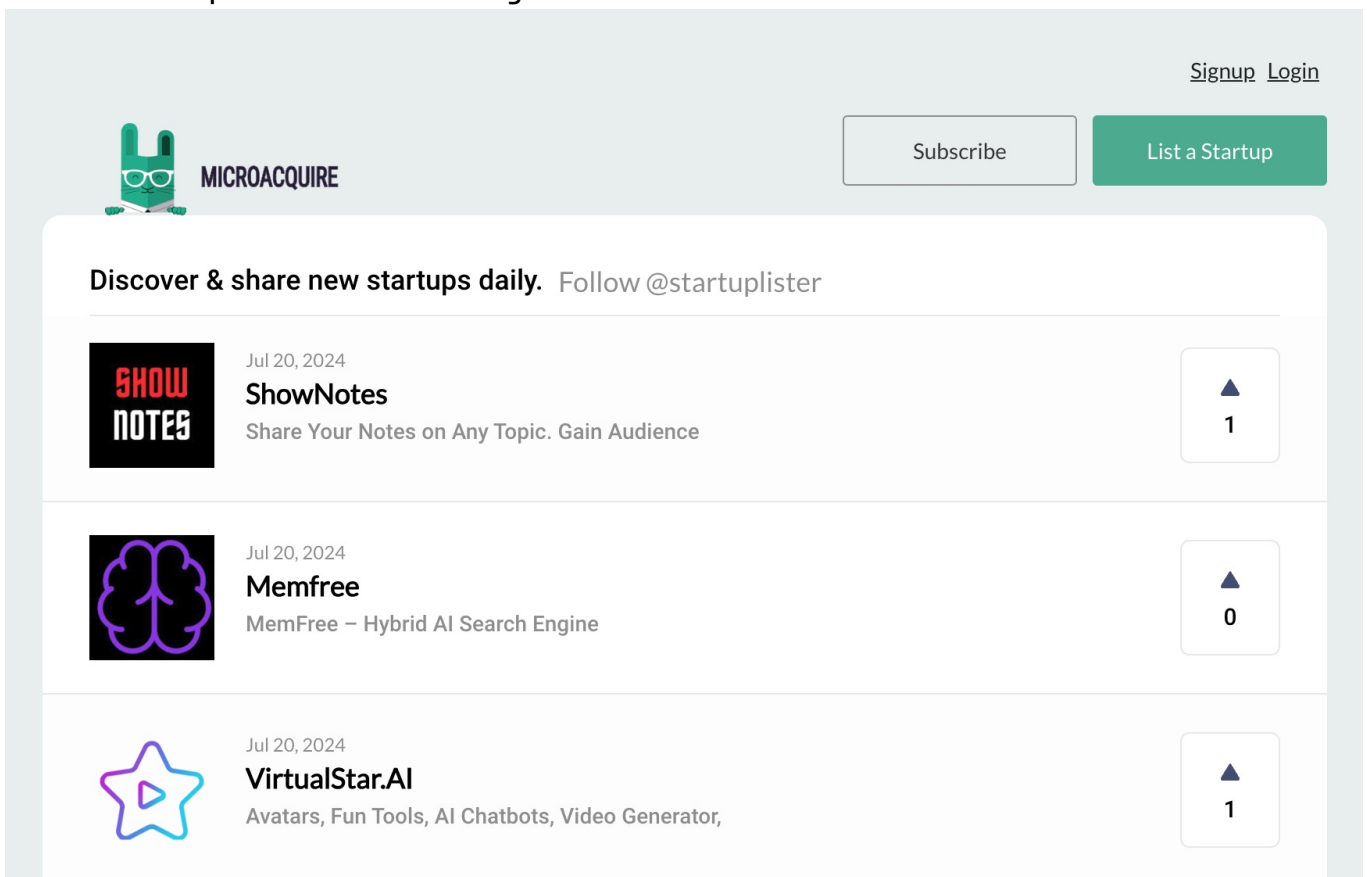 Signup Login
Subscribe
List a Startup
MICROACQUIRE
Discover & share new startups daily. Follow @startuplister
SHOW
NOTES
Jul 20, 2024
ShowNotes
Share Your Notes on Any Topic. Gain Audience
1
Jul 20, 2024
Memfree
MemFree – Hybrid AI Search Engine
0
Jul 20, 2024
VirtualStar.AI
Avatars, Fun Tools, AI Chatbots, Video Generator,
1